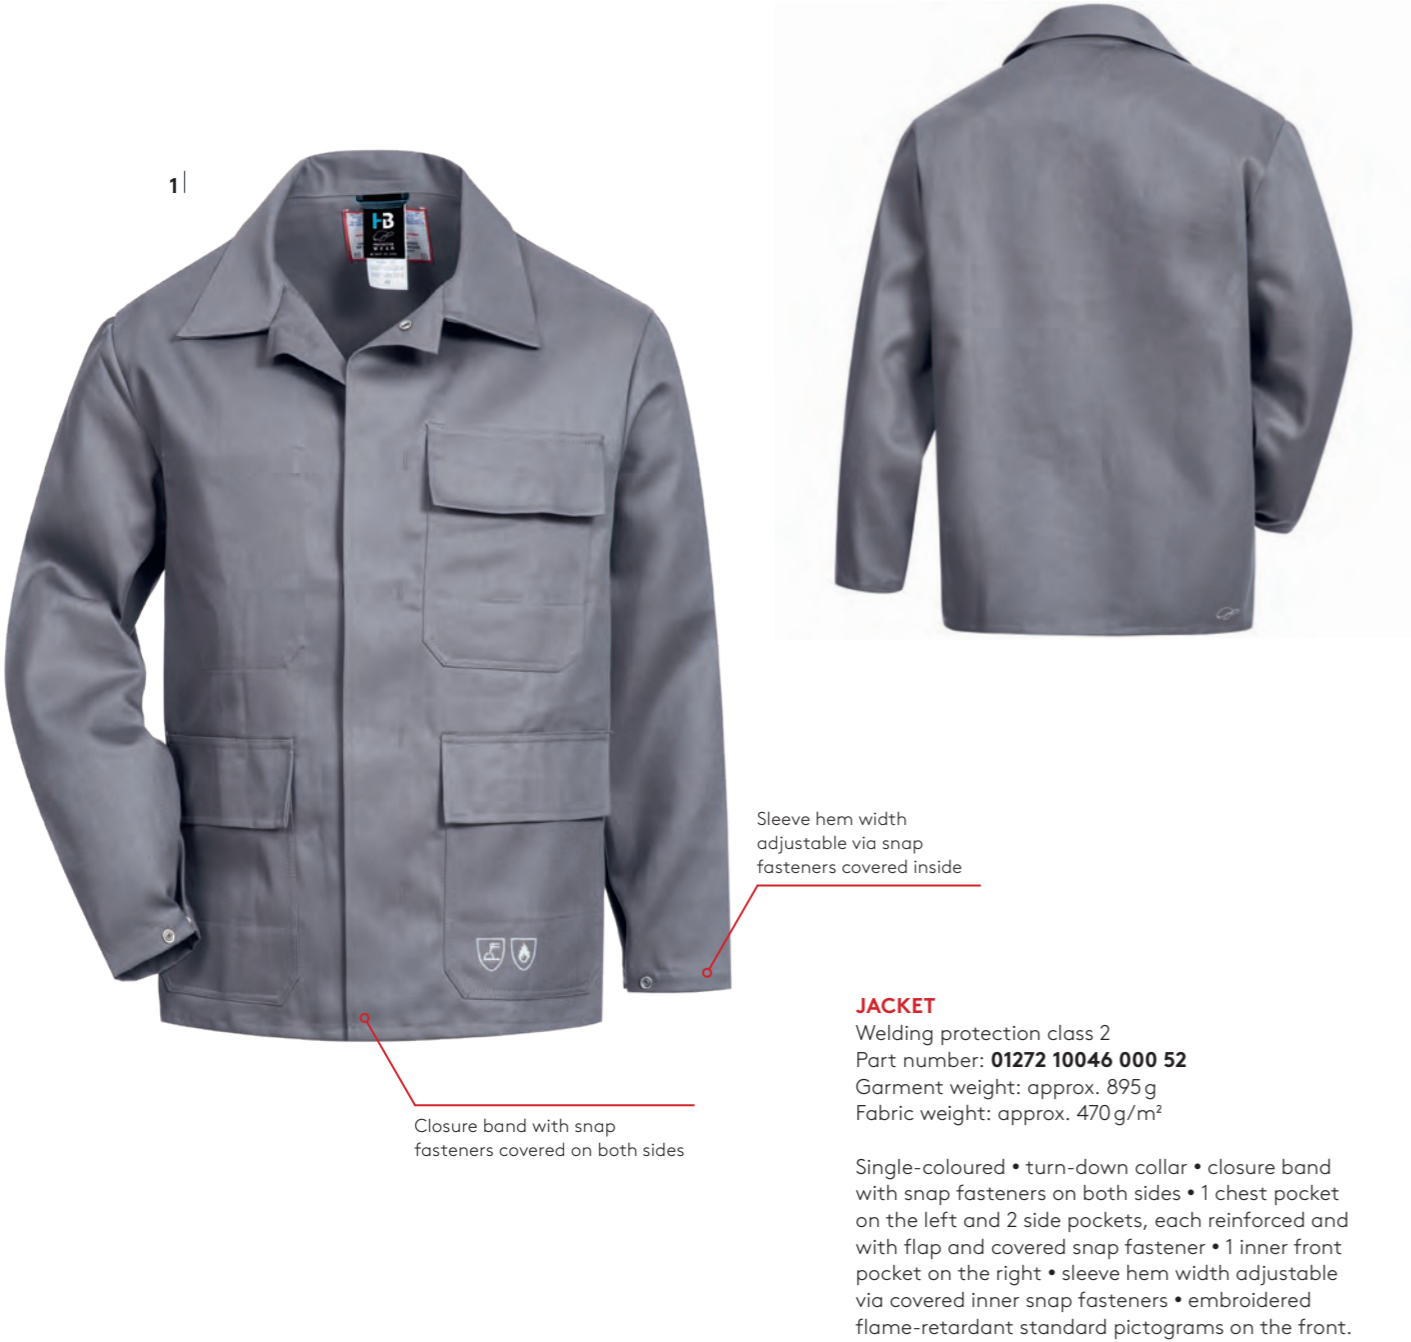 1
HB
PROTECTIVE
WEAR
Sleeve hem width
adjustable via snap
fasteners covered inside
Closure band with snap
fasteners covered on both sides
JACKET
Welding protection class 2
Part number: 01272 10046 000 52
Garment weight: approx. 895 g
Fabric weight: approx. 470 g/m²
Single-coloured • turn-down collar • closure band
with snap fasteners on both sides • 1 chest pocket
on the left and 2 side pockets, each reinforced and
with flap and covered snap fastener • 1 inner front
pocket on the right • sleeve hem width adjustable
via covered inner snap fasteners • embroidered
flame-retardant standard pictograms on the front.